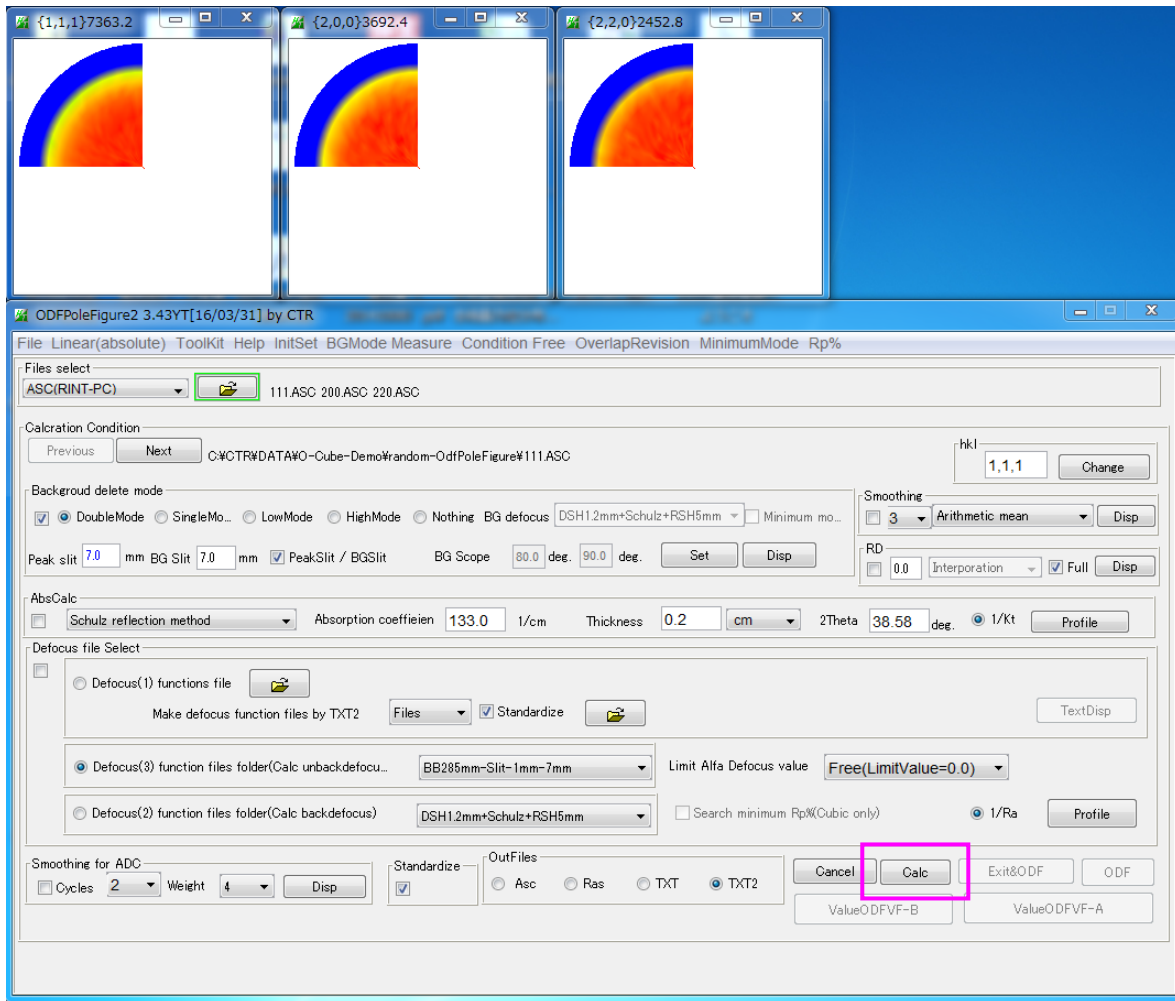 {1,1,1}7363.2
{2,0,0}3692.4
{2,2,0}2452.8
ODFPoleFigure2 3.43YT[16/03/31] by CTR
File Linear(absolute) ToolKit Help InitSet BGMode Measure Condition Free OverlapRevision MinimumMode Rp%
Files select
ASC(RINT-PC) 111.ASC 200.ASC 220.ASC
Calcration Condition
Previous Next C:¥CTR¥DATA¥O-Cube-Demo¥random-OdfPoleFigure¥111.ASC
hkl
1,1,1 Change
Backgroud delete mode
DoubleMode SingleMo... LowMode HighMode Nothing BG defocus DSH1.2mm+Schulz+RSH5mm Minimum mo...
Peak slit 7.0 mm BG Slit 7.0 mm PeakSlit / BGSlit BG Scope 80.0 deg. 90.0 deg. Set Disp
Smoothing
3 Arithmetic mean Disp
RD
0.0 Interporation Full Disp
AbsCalc
Schulz reflection method Absorption coeffieien 133.0 1/cm Thickness 0.2 cm 2Theta 38.58 deg. 1/Kt Profile
Defocus file Select
Defocus(1) functions file
Make defocus function files by TXT2 Files Standardize TextDisp
Defocus(3) function files folder(Calc unbackdefocu... BB285mm-Slit-1mm-7mm Limit Alfa Defocus value Free(LimitValue=0.0)
Defocus(2) function files folder(Calc backdefocus) DSH1.2mm+Schulz+RSH5mm Search minimum Rp%(Cubic only) 1/Ra Profile
Smoothing for ADC
Cycles 2 Weight 4 Disp
Standardize
OutFiles
Asc Ras TXT TXT2
Cancel Calc Exit&ODF ODF
ValueODFVF-B ValueODFVF-A